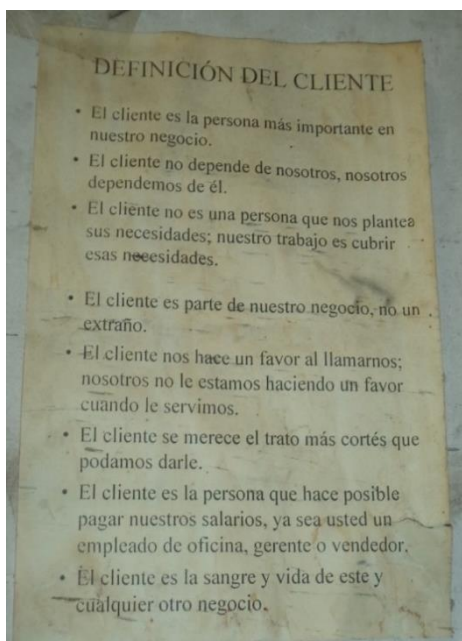 DEFINICIÓN DEL CLIENTE
• El cliente es la persona más importante en
nuestro negocio.
• El cliente no depende de nosotros, nosotros
dependemos de él.
• El cliente no es una persona que nos plantea
sus necesidades; nuestro trabajo es cubrir
esas necesidades.
• El cliente es parte de nuestro negocio, no un
extraño.
• El cliente nos hace un favor al llamarnos;
nosotros no le estamos haciendo un favor
cuando le servimos.
• El cliente se merece el trato más cortés que
podamos darle.
• El cliente es la persona que hace posible
pagar nuestros salarios, ya sea usted un
empleado de oficina, gerente o vendedor.
• El cliente es la sangre y vida de este y
cualquier otro negocio.